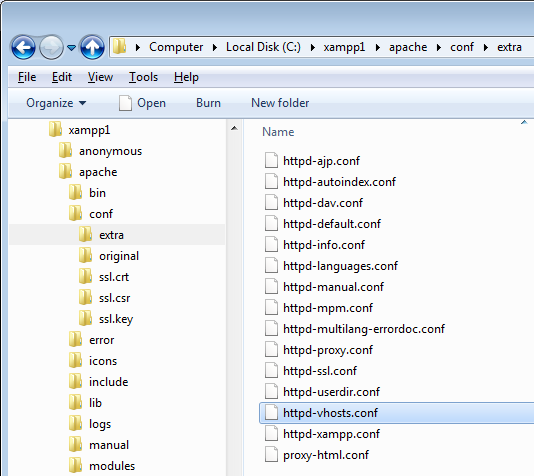 Computer Local Disk (C:) xampp1 apache conf extra
File Edit View Tools Help
Organize Open Burn New folder
xampp1
anonymous
apache
bin
conf
extra
original
ssl.crt
ssl.csr
ssl.key
error
icons
include
lib
logs
manual
modules
Name
httpd-ajp.conf
httpd-autoindex.conf
httpd-dav.conf
httpd-default.conf
httpd-info.conf
httpd-languages.conf
httpd-manual.conf
httpd-mpm.conf
httpd-multilang-errordoc.conf
httpd-proxy.conf
httpd-ssl.conf
httpd-userdir.conf
httpd-vhosts.conf
httpd-xampp.conf
proxy-html.conf